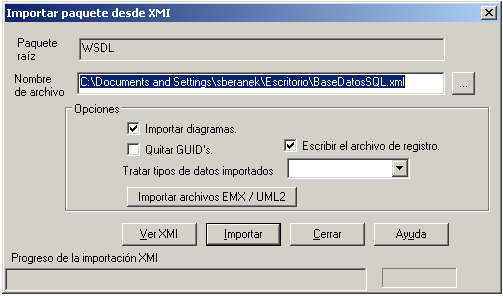 Importar paquete desde XMI
Paquete
raíz
WSDL
Nombre
de archivo
C:\Documents and Settings\sberanek\Escritorio\BaseDatosSQL.xml
...
Opciones
Importar diagramas.
Quitar GUID's.
Escribir el archivo de registro.
Tratar tipos de datos importados
Importar archivos EMX / UML2
Ver XMI
Importar
Cerrar
Ayuda
Progreso de la importación XMI